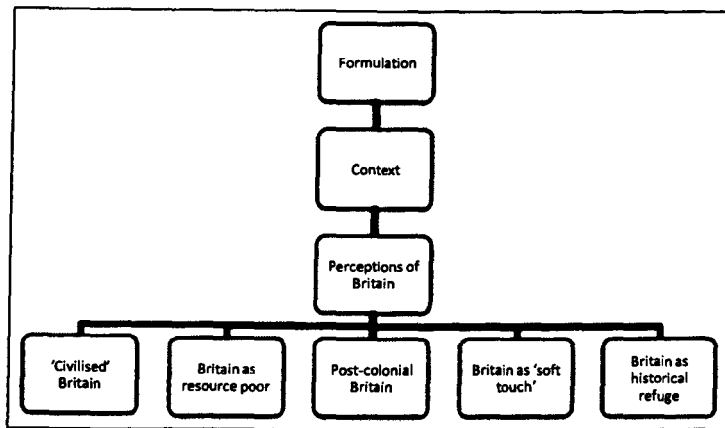 Formulation
Context
Perceptions of
Britain
'Civilised'
Britain
Britain as
resource poor
Post-colonial
Britain
Britain as 'soft
touch'
Britain as
historical
refuge